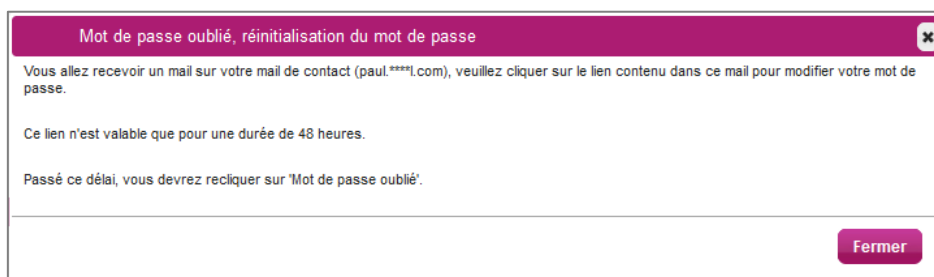 Mot de passe oublié, réinitialisation du mot de passe
Vous allez recevoir un mail sur votre mail de contact (paul.****l.com), veuillez cliquer sur le lien contenu dans ce mail pour modifier votre mot de
passe.
Ce lien n'est valable que pour une durée de 48 heures.
Passé ce délai, vous devrez recliquer sur 'Mot de passe oublié'.
Fermer